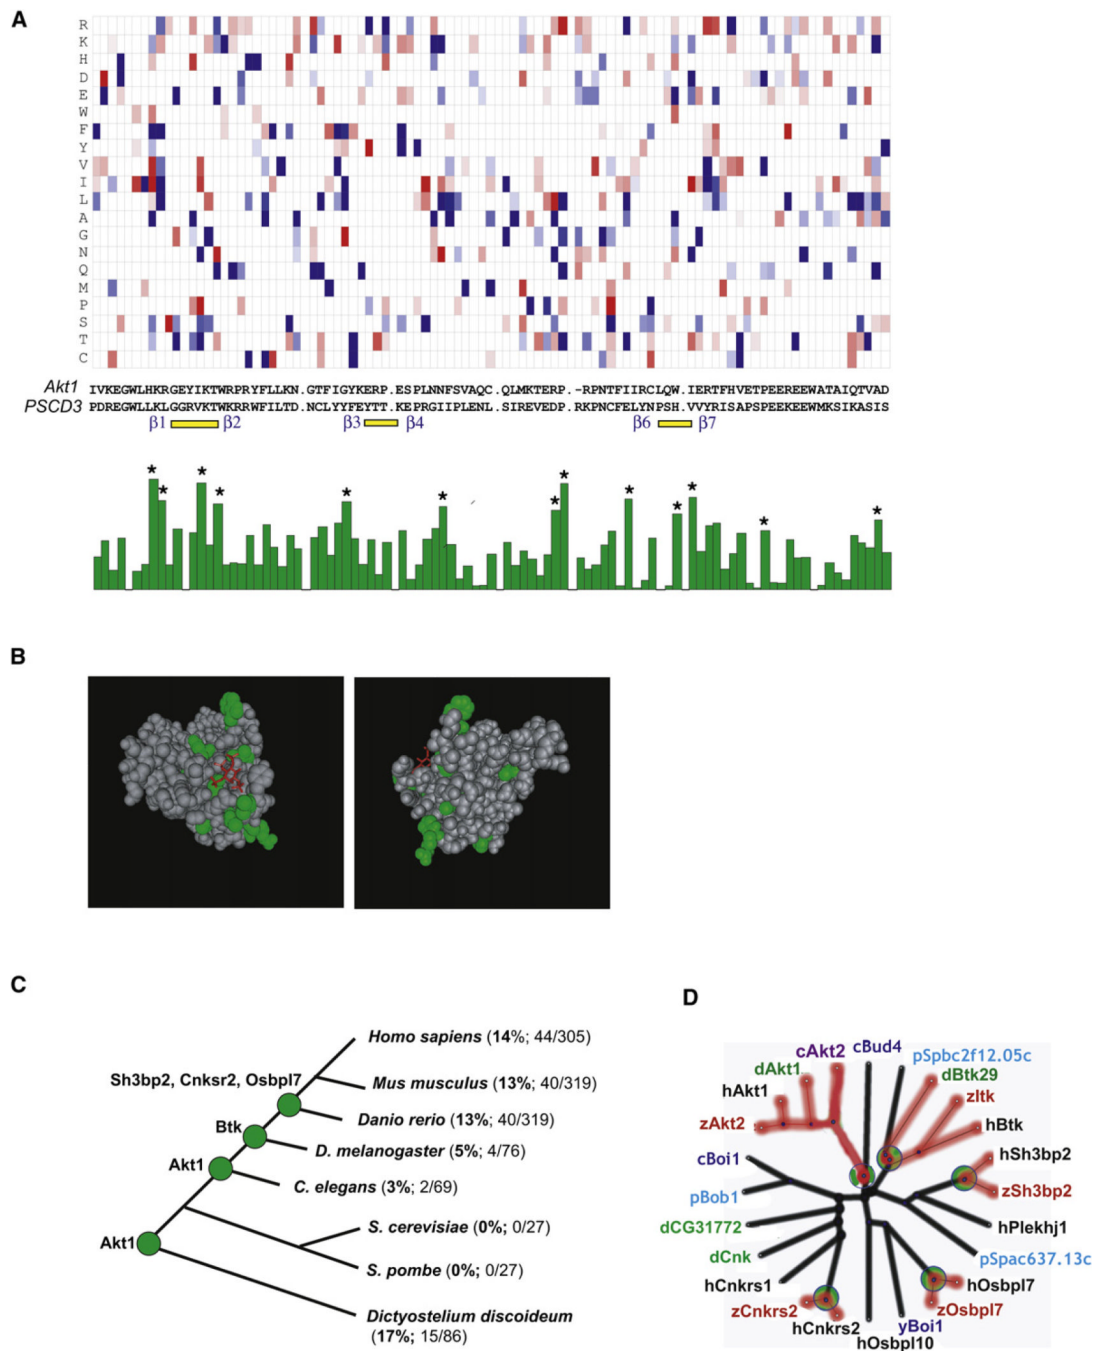 A
R
K
H
D
E
W
F
Y
V
I
L
A
G
N
Q
M
P
S
T
C
Akt1 IVKEGWLHKRGEYIKTWRPRYFLLKN.GTFIGYKERP.ESPLNNFSVAQC.QLMKTERP.-RPNTFIIRCLQW.IERTFHVETPEEREEWATAIQTVAD
PSCD3 PDREGWLLKLGGRVKTWKRRWFILTD.NCLYYFEYTT.KEPRGIIPLENL.SIREVEDP.RKPNCFELYNPSH.VVYRISAPSPEEKEEWMKSIKASIS
β1 β2 β3 β4 β6 β7
* * * * * * * * * * * * *
B
C
Homo sapiens (14%; 44/305)
Sh3bp2, Cnksr2, Osbpl7
Mus musculus (13%; 40/319)
Danio rerio (13%; 40/319)
Btk
D. melanogaster (5%; 4/76)
Akt1
C. elegans (3%; 2/69)
S. cerevisiae (0%; 0/27)
Akt1
S. pombe (0%; 0/27)
Dictyostelium discoideum
(17%; 15/86)
D
cAkt2
cBud4
pSpbc2f12.05c
dAkt1
dBtk29
hAkt1
zItk
zAkt2
hBtk
cBoi1
hSh3bp2
pBob1
zSh3bp2
dCG31772
hPlekhj1
dCnk
pSpac637.13c
hCnkrs1
hOsbpl7
zCnkrs2
zOsbpl7
hCnkrs2
yBoi1
hOsbpl10